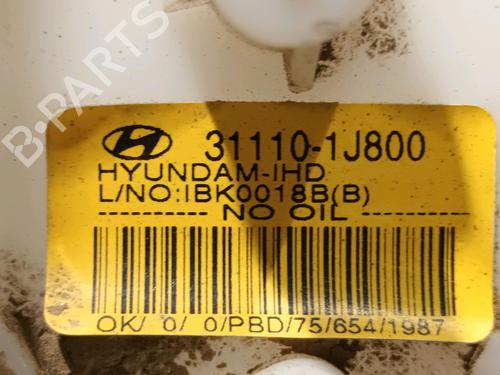 B-PARTS
31110-1J800
HYUNDAM-IHD
L/NO:IBK0018B(B)
NO OIL
OK/ 0/ 0/PBD/75/654/1987